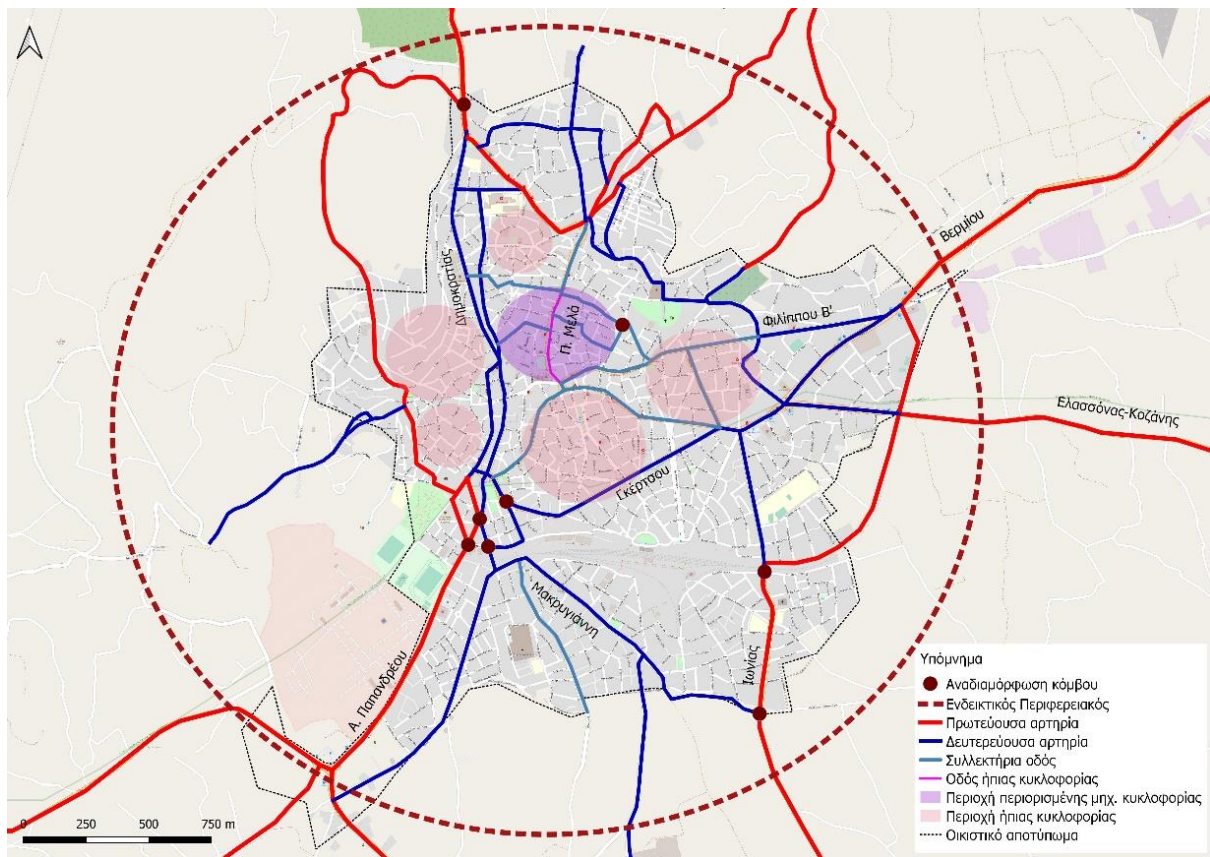 Βερμίου
Δημοκρατίας
Π. Μελά
Φιλίππου Β'
Ελασσόνας-Κοζάνης
Γκέρτσου
Μακρυγιάννη
Ιωνίας
Α. Παπανδρέου
Υπόμνημα
Αναδιαμόρφωση κόμβου
Ενδεικτικός Περιφερειακός
Πρωτεύουσα αρτηρία
Δευτερεύουσα αρτηρία
Συλλεκτήρια οδός
Οδός ήπιας κυκλοφορίας
Περιοχή περιορισμένης μηχ. κυκλοφορίας
Περιοχή ήπιας κυκλοφορίας
Οικιστικό αποτύπωμα
0 250 500 750 m